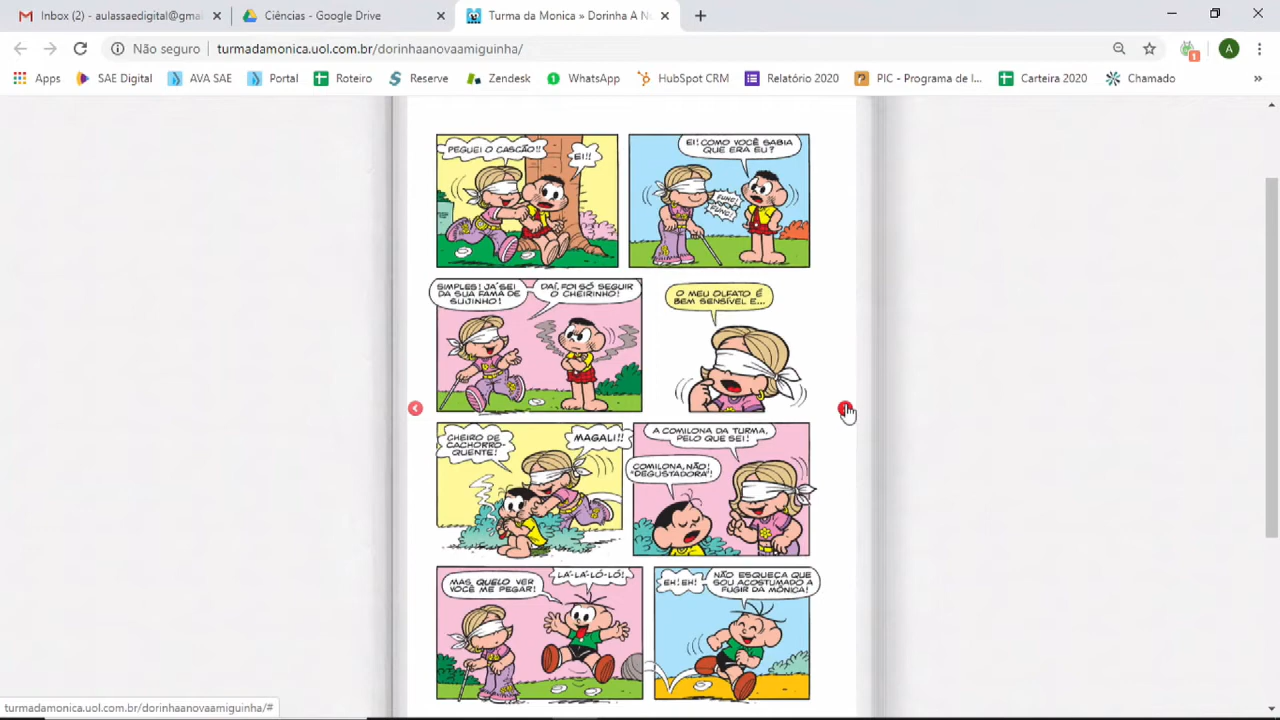 Inbox (2) - aulassaedigital@gma
Ciências - Google Drive
Turma da Monica » Dorinha A N
Não seguro
turmadamonica.uol.com.br/dorinhaanovaamiguinha/
A
1
Apps
SAE Digital
AVA SAE
Portal
Roteiro
Reserve
Zendesk
WhatsApp
HubSpot CRM
Relatório 2020
PIC - Programa de I...
Carteira 2020
Chamado
»
PEGUEI O CASCÃO!!
EI!!
EI! COMO VOCÊ SABIA
QUE ERA EU?
FUNG!
FUNG!
SIMPLES! JÁ SEI
DA SUA FAMA DE
SUJINHO!
DAÍ, FOI SÓ SEGUIR
O CHEIRINHO!
O MEU OLFATO É
BEM SENSÍVEL E...
CHEIRO DE
CACHORRO-
QUENTE!
MAGALI!!
A COMILONA DA TURMA,
PELO QUE SEI!
COMILONA, NÃO!
"DEGUSTADORA"!
MAS, QUELO VER
VOCÊ ME PEGAR!
LÁ-LÁ-LÓ-LÓ!
EH! EH!
NÃO ESQUEÇA QUE
SOU ACOSTUMADO A
FUGIR DA MÔNICA!
turmadamonica.uol.com.br/dorinhaanovaamiguinha/#